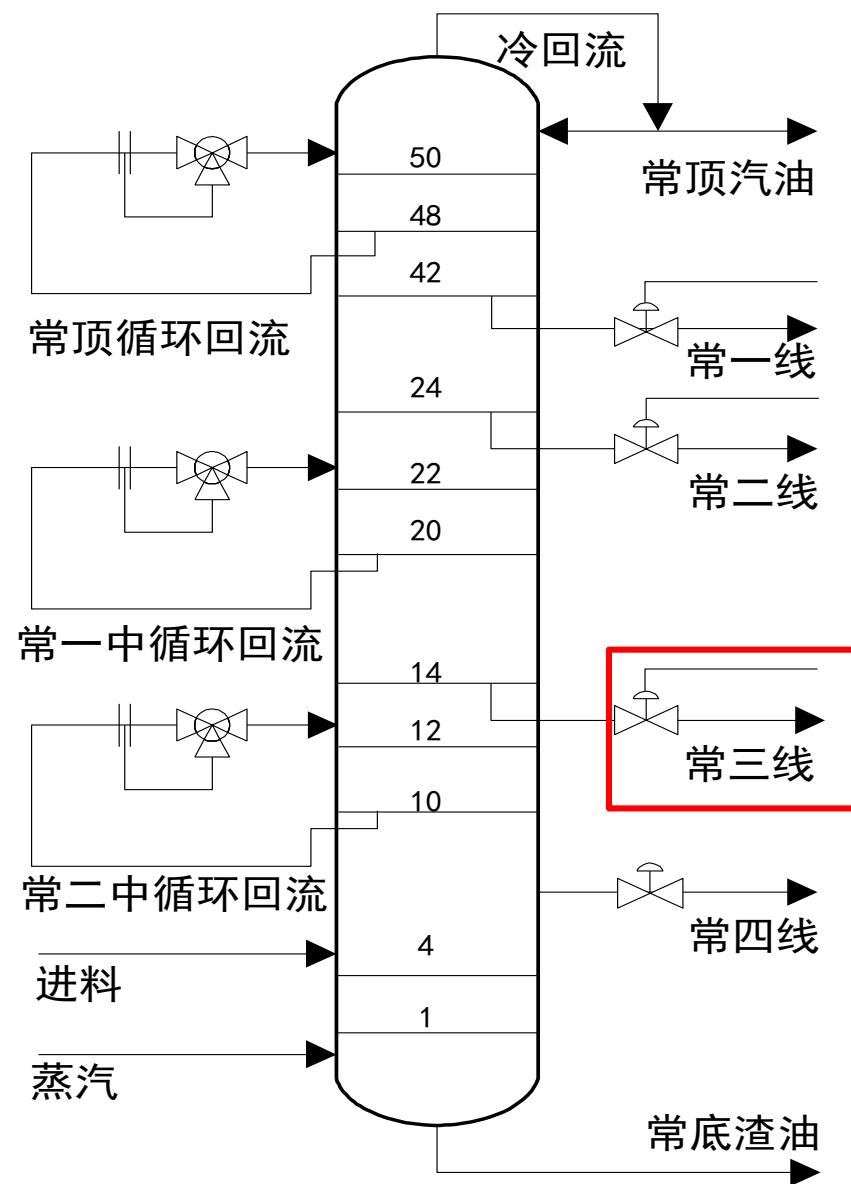 冷回流
50
常顶汽油
48
42
常顶循环回流
常一线
24
22
常二线
20
常一中循环回流
14
12
常三线
10
常二中循环回流
4
常四线
进料
1
蒸汽
常底渣油